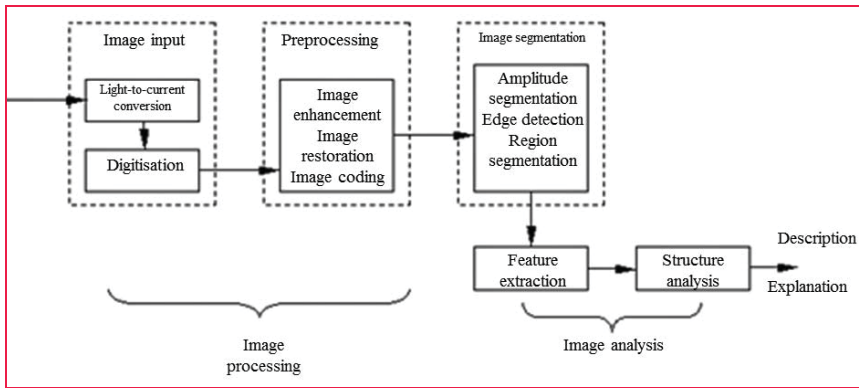 Image input
Light-to-current
conversion
Digitisation
Preprocessing
Image
enhancement
Image
restoration
Image coding
Image segmentation
Amplitude
segmentation
Edge detection
Region
segmentation
Feature
extraction
Structure
analysis
Description
Explanation
Image
processing
Image analysis